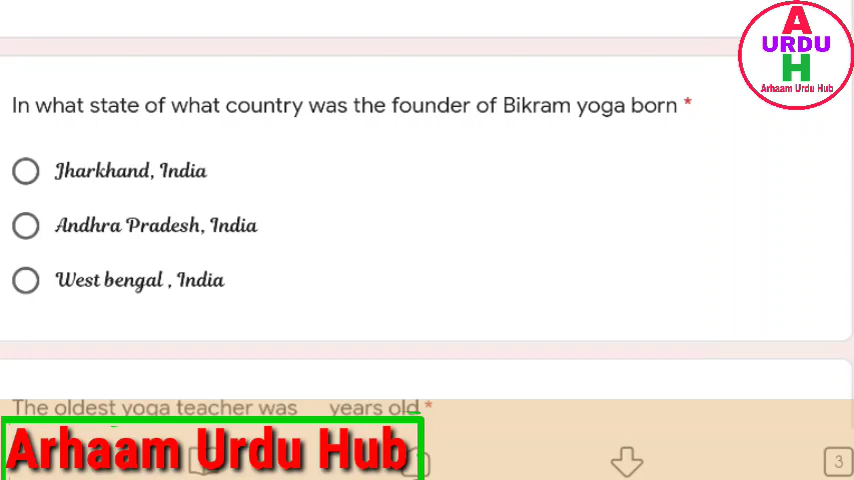 A
URDU
H
Arhaam Urdu Hub
In what state of what country was the founder of Bikram yoga born *
Jharkhand, India
Andhra Pradesh, India
West bengal , India
The oldest yoga teacher was __ years old *
Arhaam Urdu Hub
3